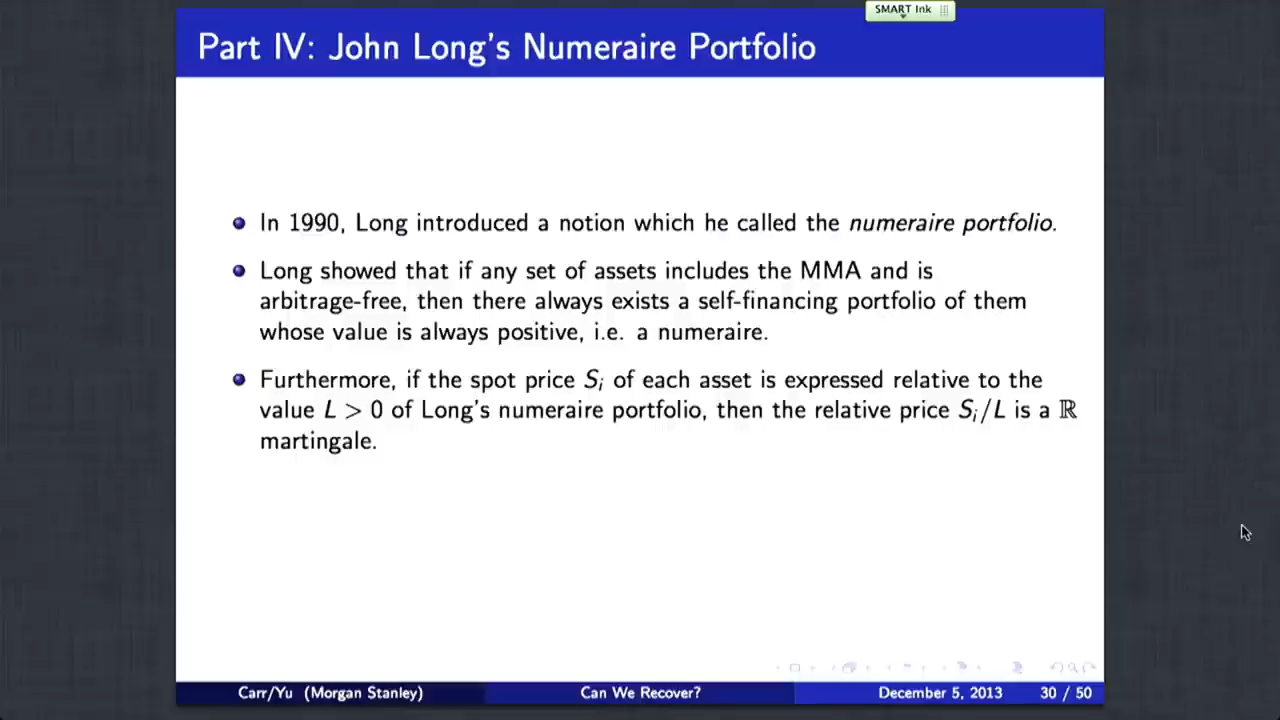 SMART Ink
Part IV: John Long's Numeraire Portfolio
In 1990, Long introduced a notion which he called the numeraire portfolio.
Long showed that if any set of assets includes the MMA and is
arbitrage-free, then there always exists a self-financing portfolio of them
whose value is always positive, i.e. a numeraire.
Furthermore, if the spot price Sᵢ of each asset is expressed relative to the
value L > 0 of Long's numeraire portfolio, then the relative price Sᵢ/L is a ℝ
martingale.
Carr/Yu (Morgan Stanley)
Can We Recover?
December 5, 2013
30 / 50